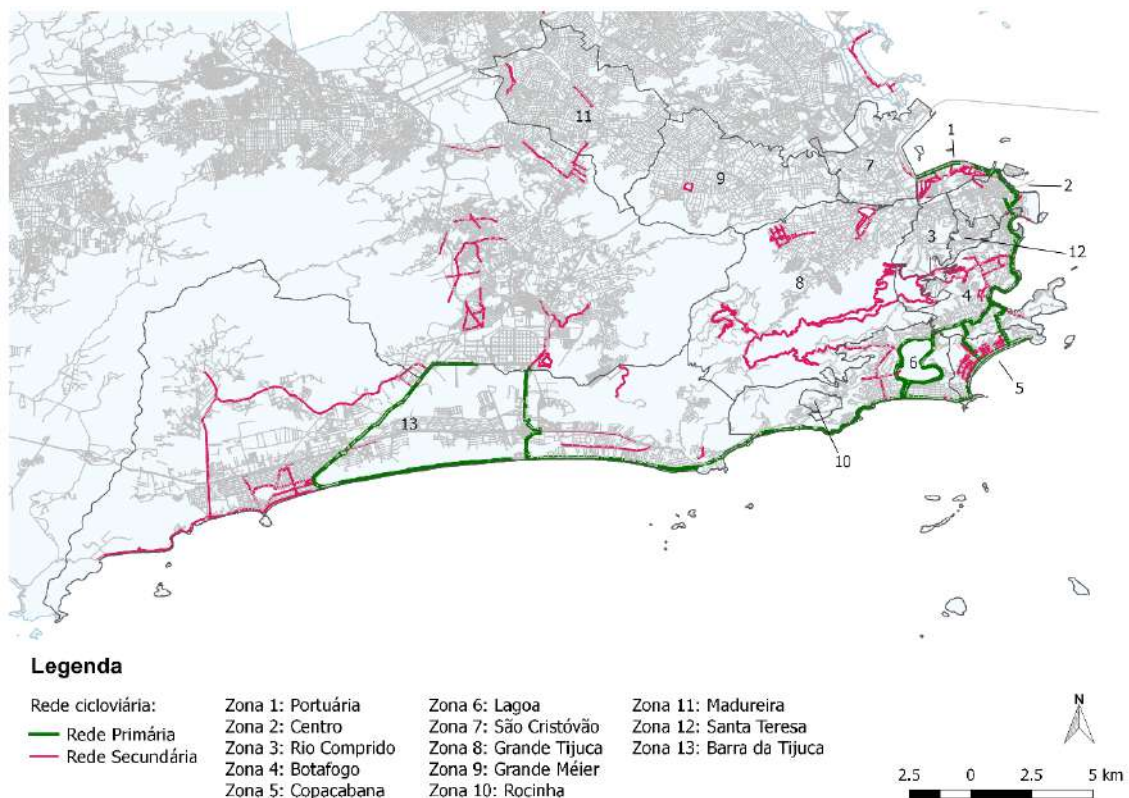 1
11
7
9
2
3
12
8
4
6
5
13
10
Legenda
Rede cicloviária:
Rede Primária
Rede Secundária
Zona 1: Portuária
Zona 2: Centro
Zona 3: Rio Comprido
Zona 4: Botafogo
Zona 5: Copacabana
Zona 6: Lagoa
Zona 7: São Cristóvão
Zona 8: Grande Tijuca
Zona 9: Grande Méier
Zona 10: Rocinha
Zona 11: Madureira
Zona 12: Santa Teresa
Zona 13: Barra da Tijuca
N
2.5 0 2.5 5 km